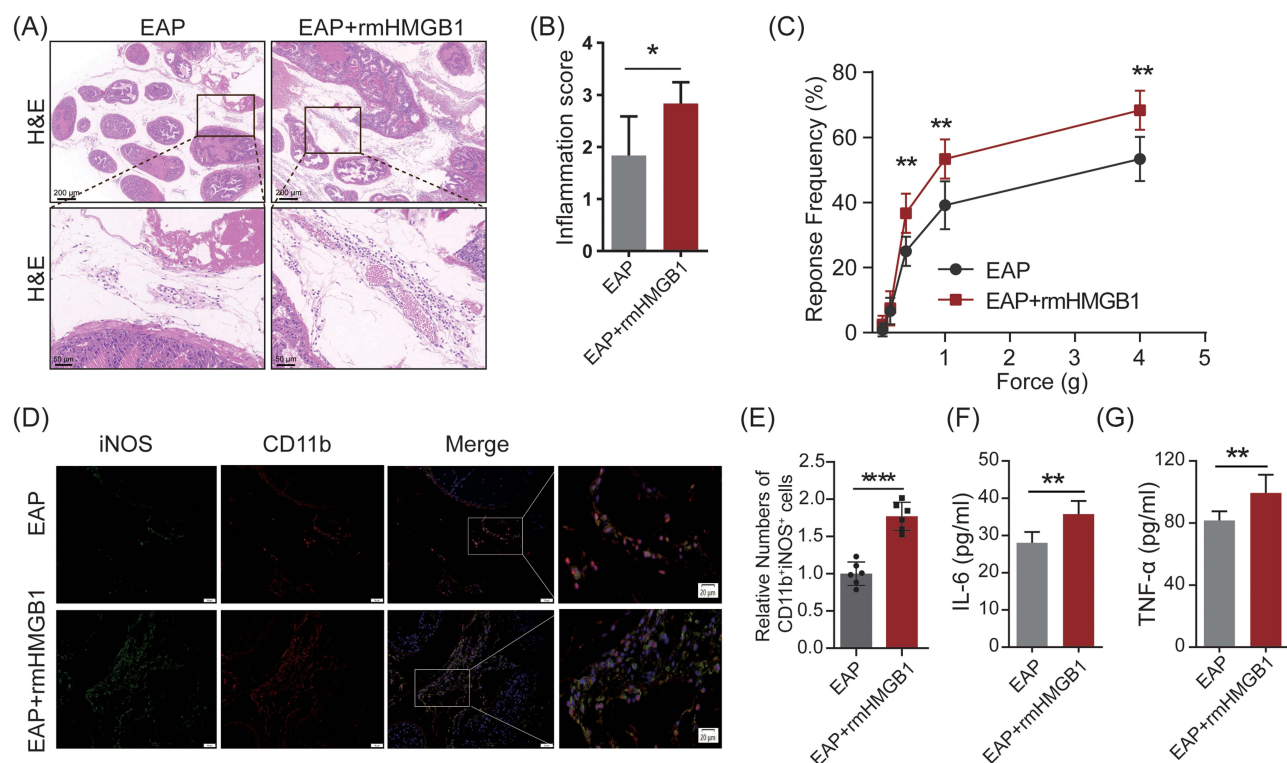 (A)
EAP
EAP+rmHMGB1
H&E
200 µm
200 µm
H&E
50 µm
50 µm
(B)
Inflammation score
4
3
2
1
0
*
EAP
EAP+rmHMGB1
(C)
Reponse Frequency (%)
80
60
40
20
0
**
**
**
EAP
EAP+rmHMGB1
1
2
3
4
5
Force (g)
(D)
iNOS
CD11b
Merge
EAP
20 µm
EAP+rmHMGB1
20 µm
(E)
Relative Numbers of
CD11b+iNOS+ cells
2.5
2.0
1.5
1.0
0.5
0.0
****
EAP
EAP+rmHMGB1
(F)
IL-6 (pg/ml)
50
40
30
20
10
0
**
EAP
EAP+rmHMGB1
(G)
TNF-α (pg/ml)
120
80
40
0
**
EAP
EAP+rmHMGB1